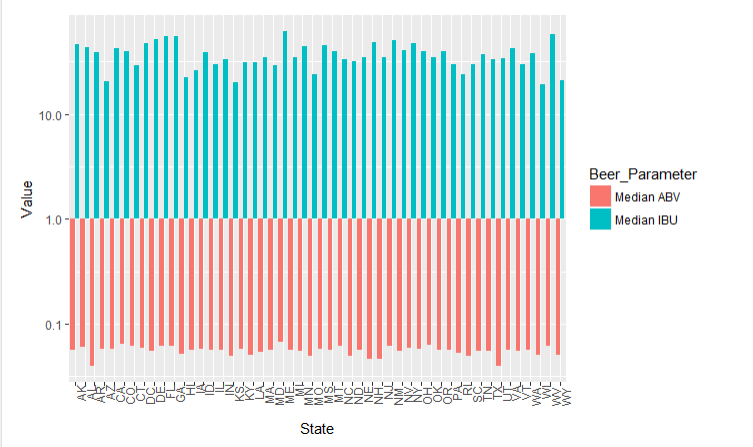 10.0
1.0
0.1
Value
AK
AL
AR
AZ
CA
CO
CT
DC
DE
FL
GA
HI
IA
ID
IL
IN
KS
KY
LA
MA
MD
ME
MI
MN
MO
MS
MT
NC
ND
NE
NH
NJ
NM
NV
NY
OH
OK
OR
PA
RI
SC
TN
TX
UT
VA
VT
WA
WI
WV
WY
State
Beer_Parameter
Median ABV
Median IBU